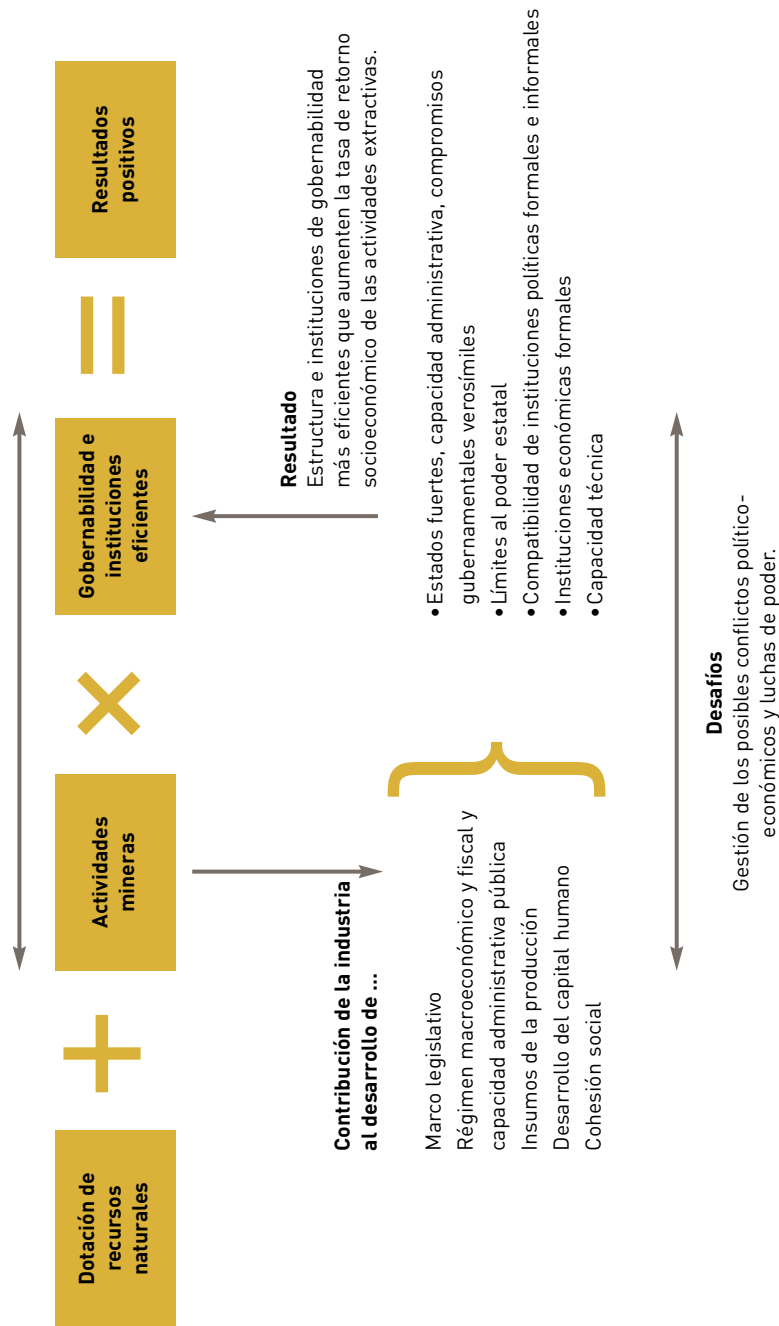 Dotación de
recursos
naturales
+
Actividades
mineras
×
Gobernabilidad e
instituciones
eficientes
=
Resultados
positivos
Contribución de la industria
al desarrollo de ...
Marco legislativo
Régimen macroeconómico y fiscal y
capacidad administrativa pública
Insumos de la producción
Desarrollo del capital humano
Cohesión social
Resultado
Estructura e instituciones de gobernabilidad
más eficientes que aumenten la tasa de retorno
socioeconómico de las actividades extractivas.
• Estados fuertes, capacidad administrativa, compromisos
gubernamentales verosímiles
• Límites al poder estatal
• Compatibilidad de instituciones políticas formales e informales
• Instituciones económicas formales
• Capacidad técnica
Desafíos
Gestión de los posibles conflictos político-
económicos y luchas de poder.